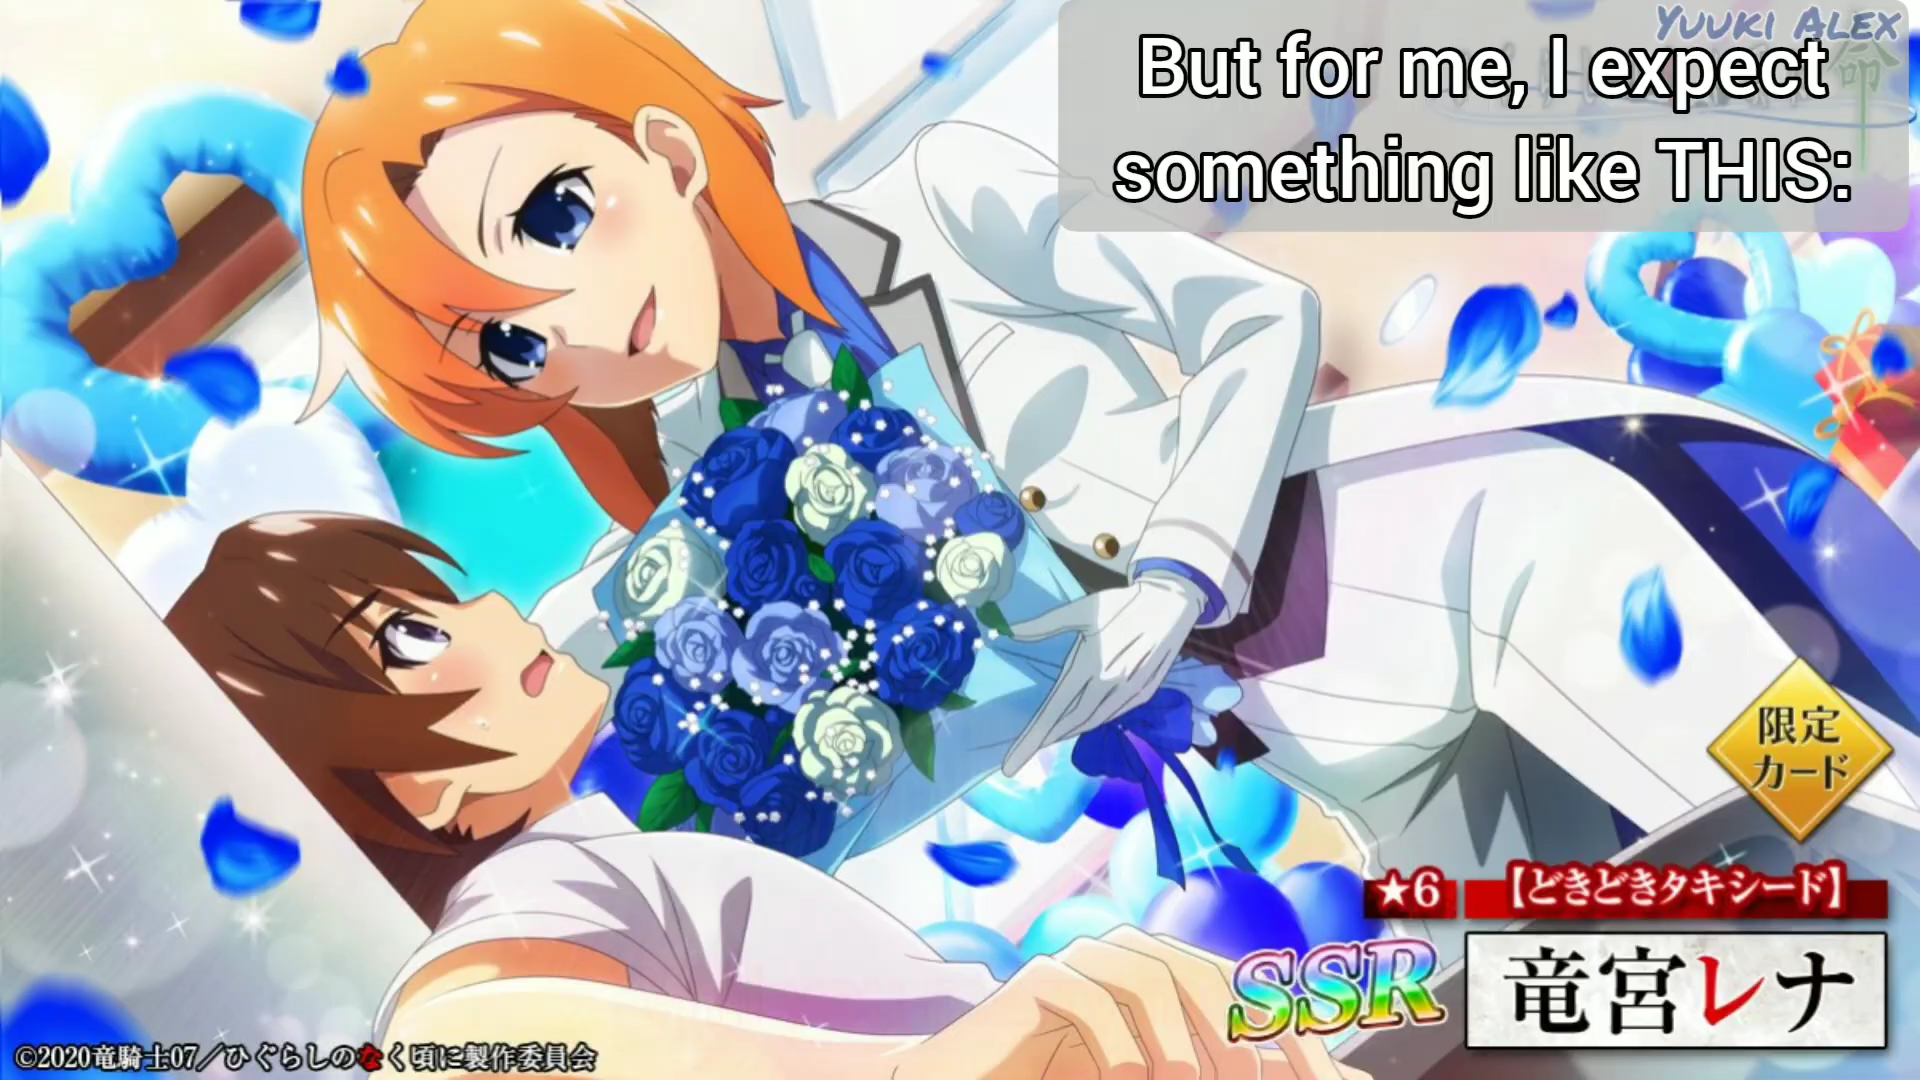 YUUKI ALEX
But for me, I expect
something like THIS:
命
限定
カード
★6
【どきどきタキシード】
SSR
竜宮レナ
©2020竜騎士07／ひぐらしのなく頃に製作委員会